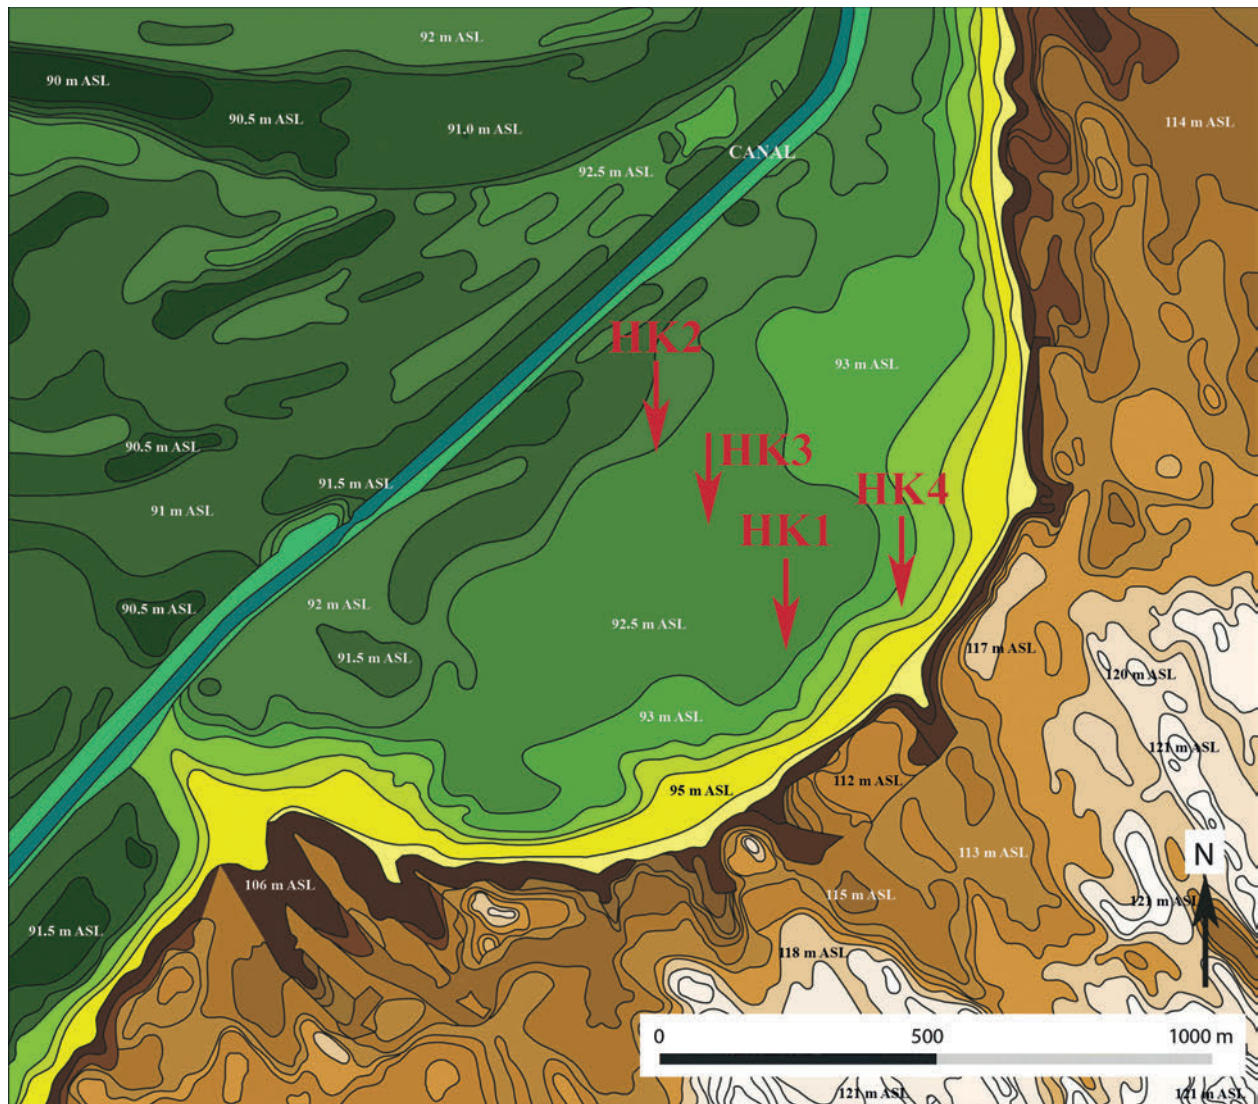 92 m ASL
90 m ASL
90.5 m ASL
91.0 m ASL
114 m ASL
CANAL
92.5 m ASL
HK2
93 m ASL
90.5 m ASL
HK3
91.5 m ASL
HK4
91 m ASL
HK1
90.5 m ASL
92 m ASL
92.5 m ASL
91.5 m ASL
117 m ASL
120 m ASL
93 m ASL
121 m ASL
112 m ASL
95 m ASL
113 m ASL
N
106 m ASL
115 m ASL
121 m ASL
91.5 m ASL
118 m ASL
0 500 1000 m
121 m ASL
121 m ASL